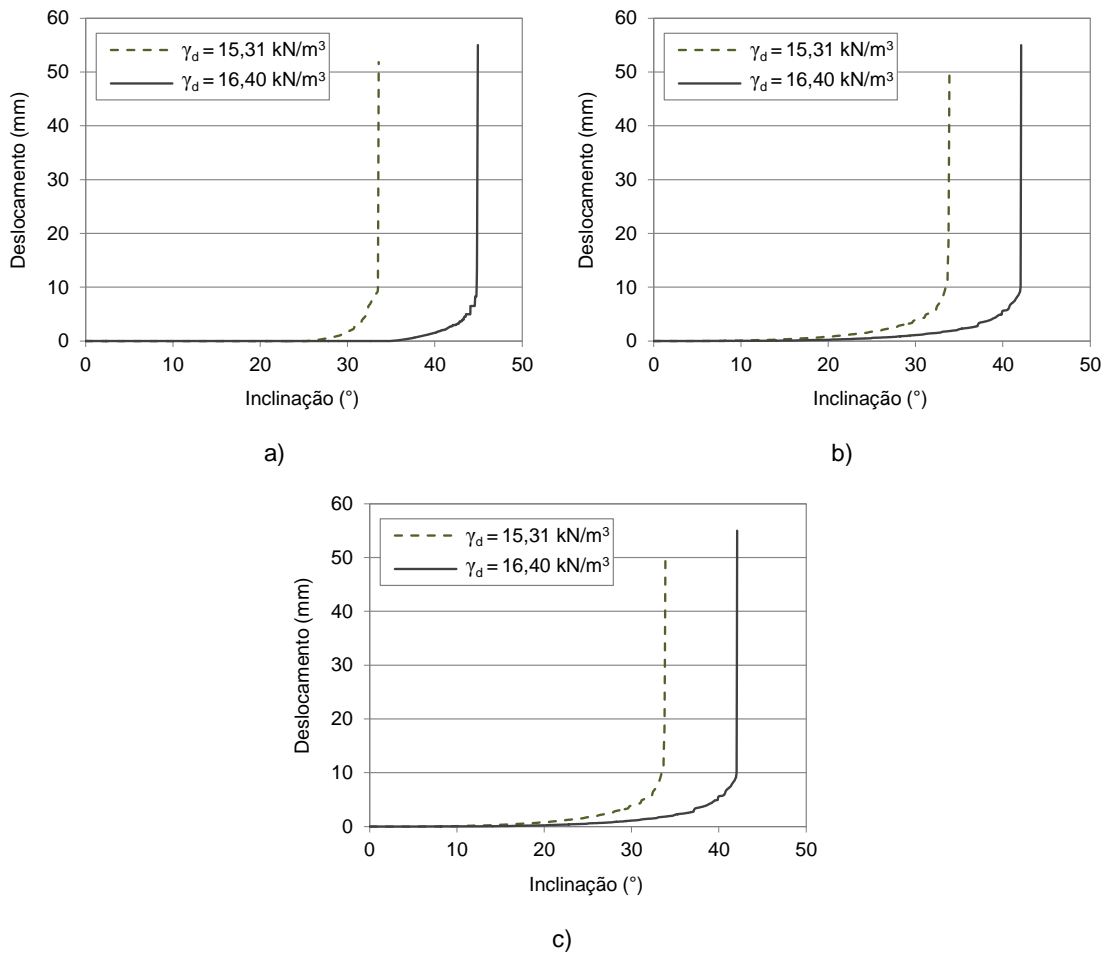 60
50
40
30
20
10
0
Deslocamento (mm)
γd = 15,31 kN/m³
γd = 16,40 kN/m³
0 10 20 30 40 50
Inclinação (°)
a)
60
50
40
30
20
10
0
Deslocamento (mm)
γd = 15,31 kN/m³
γd = 16,40 kN/m³
0 10 20 30 40 50
Inclinação (°)
b)
60
50
40
30
20
10
0
Deslocamento (mm)
γd = 15,31 kN/m³
γd = 16,40 kN/m³
0 10 20 30 40 50
Inclinação (°)
c)